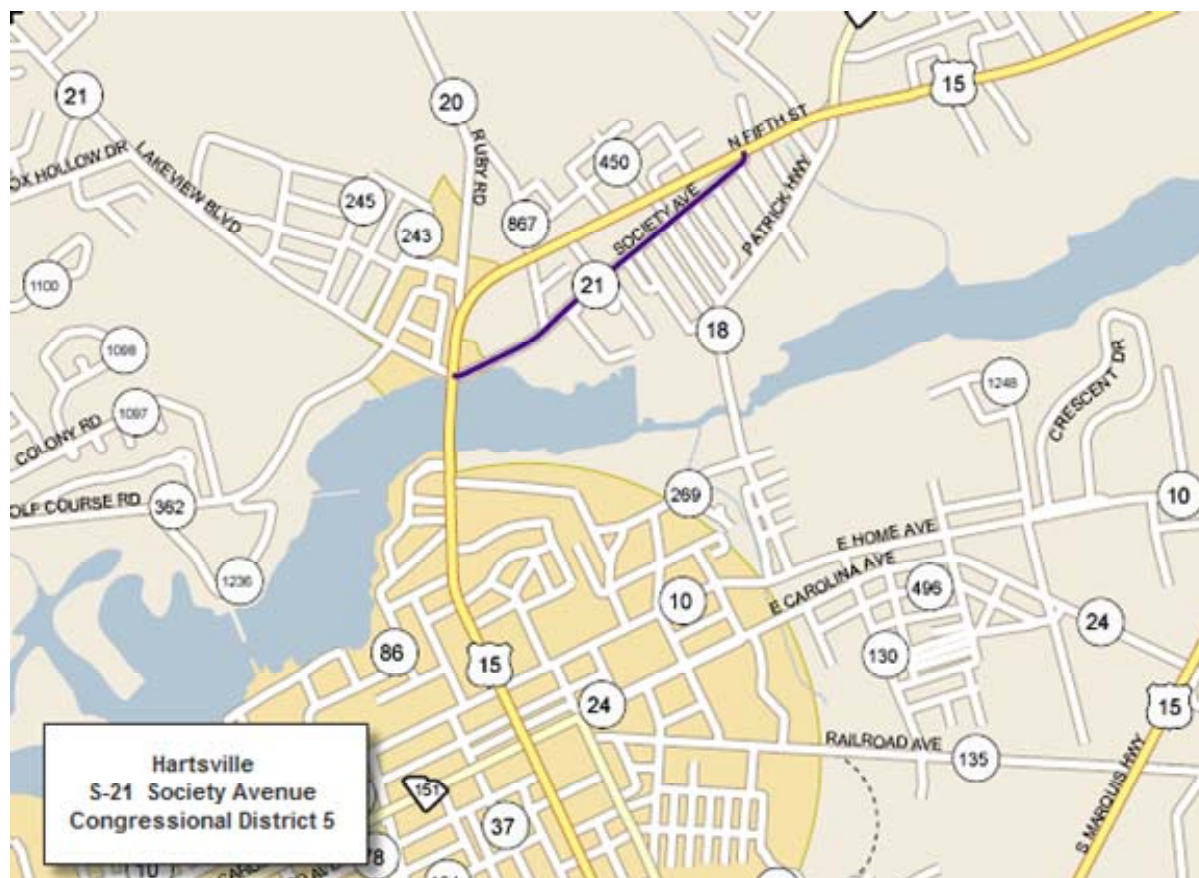 21
20
15
N FIFTH ST
RUBY RD
450
OX HOLLOW DR
LAKEVIEW BLVD
245
867
SOCIETY AVE
PATRICK HWY
243
1100
21
18
1098
1248
CRESCENT DR
1097
COLONY RD
OLF COURSE RD
362
269
10
E HOME AVE
1236
10
E CAROLINA AVE
496
24
86
15
130
24
15
RAILROAD AVE
135
S MARQUIS HWY
Hartsville
S-21 Society Avenue
Congressional District 5
151
37
78
10